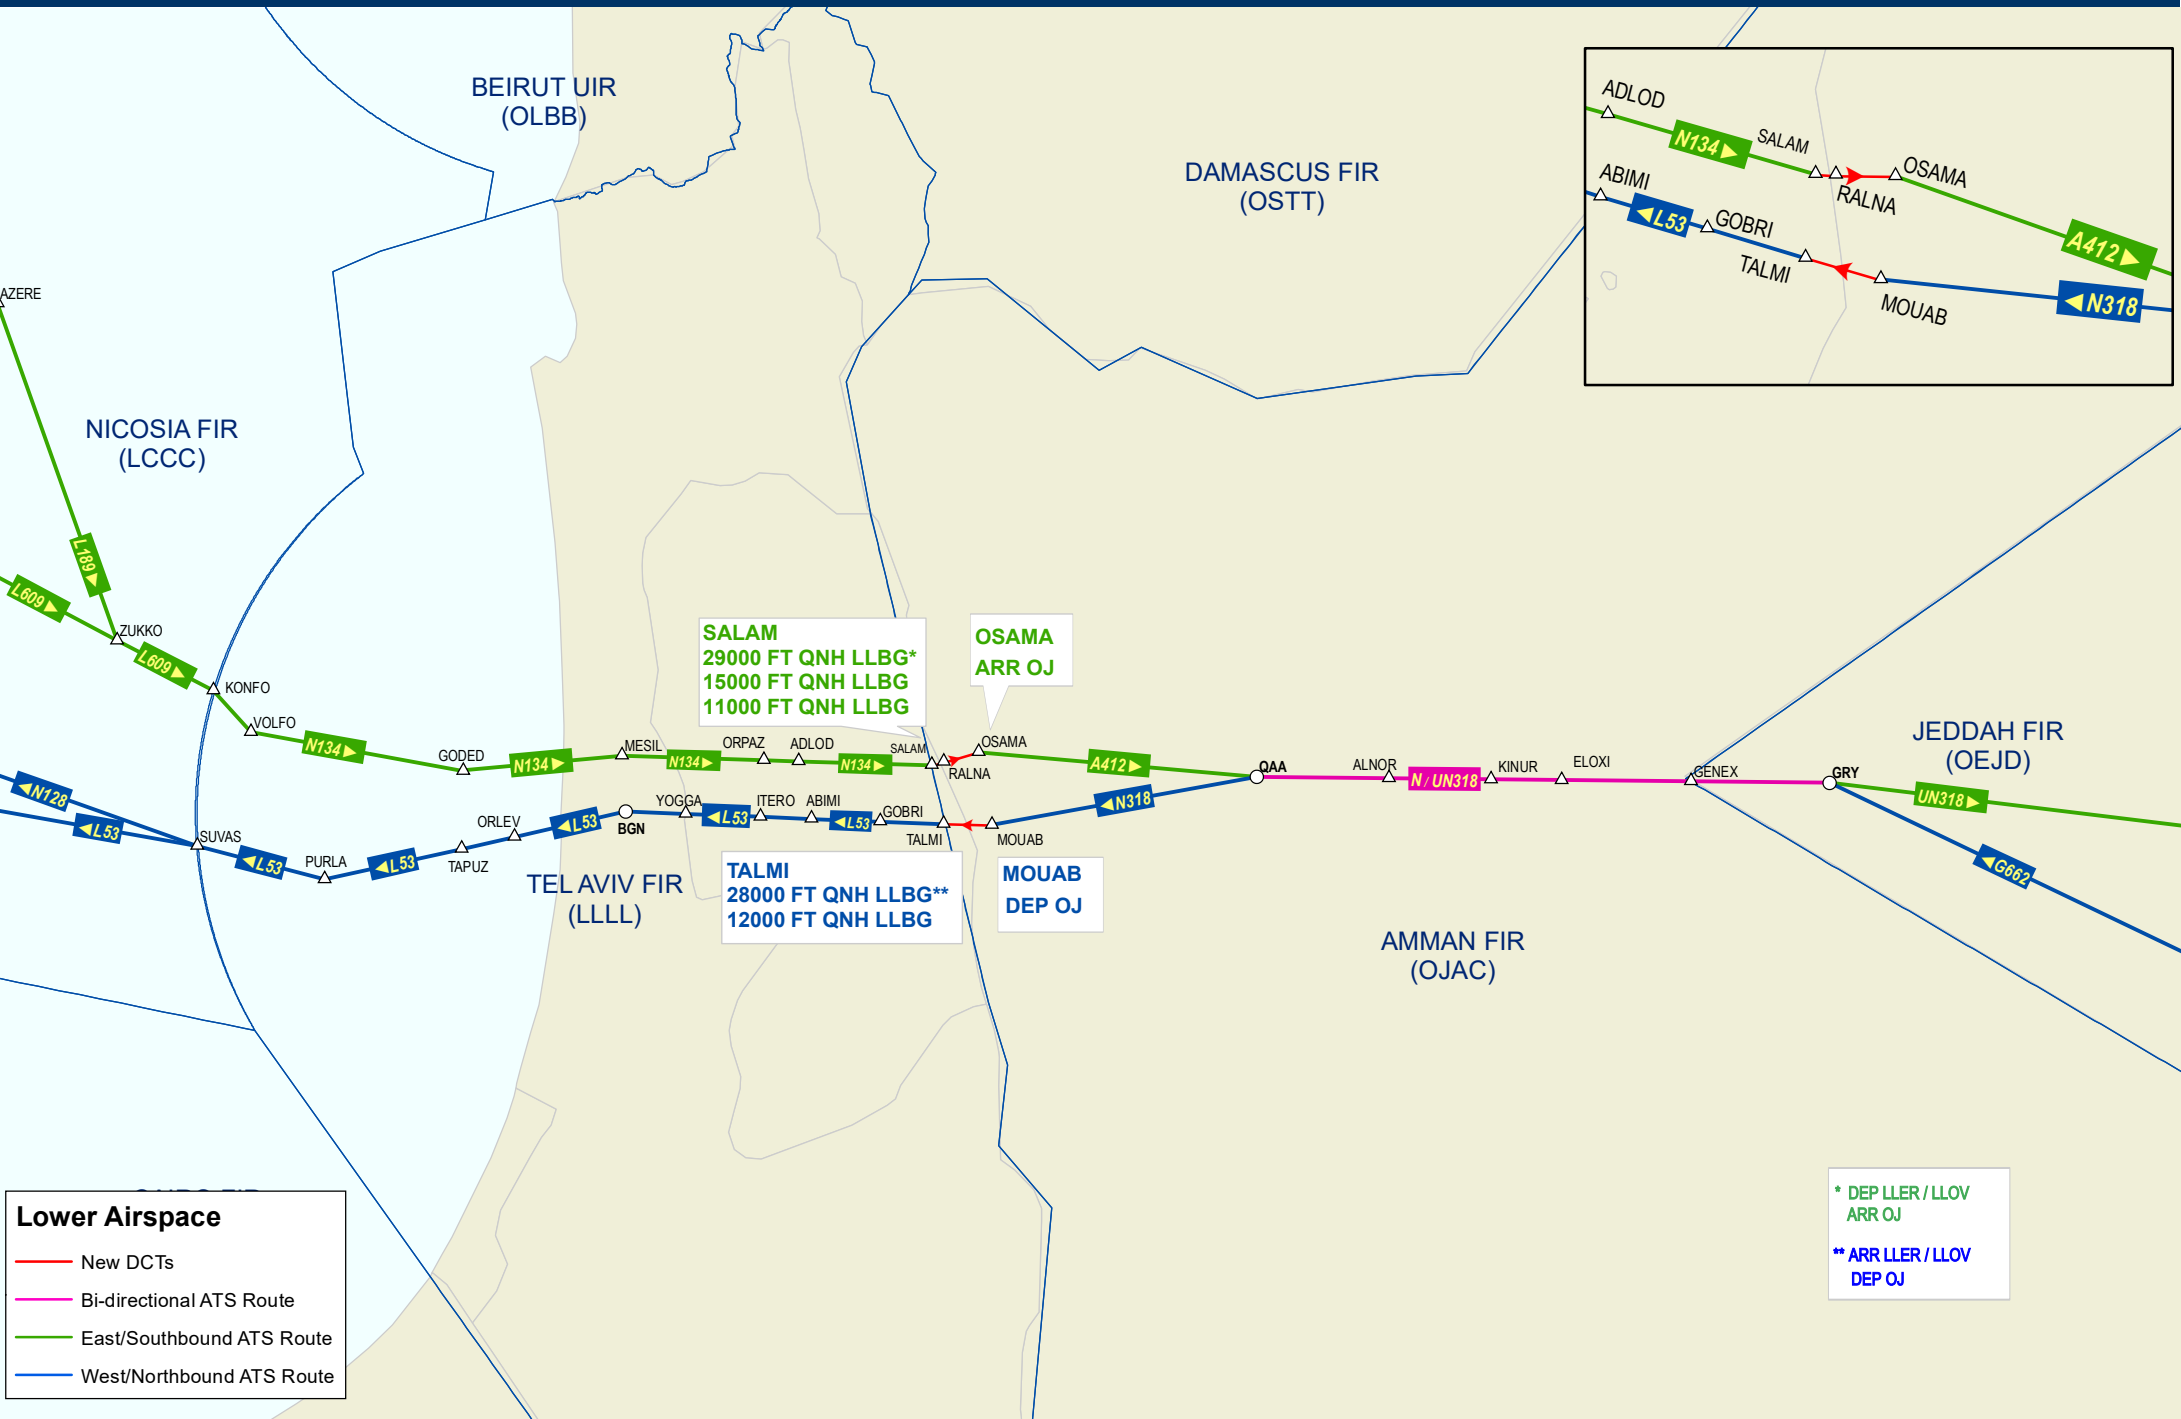 BEIRUT UIR
(OLBB)
DAMASCUS FIR
(OSTT)
ADLOD
N134
SALAM
OSAMA
RALNA
ABIMI
L53
GOBRI
TALMI
MOUAB
A412
N318
AZERE
NICOSIA FIR
(LCCC)
L189
L609
ZUKKO
L609
KONFO
VOLFO
N134
GODED
N134
MESIL
N134
ORPAZ
ADLOD
N134
SALAM
RALNA
OSAMA
SALAM
29000 FT QNH LLBG*
15000 FT QNH LLBG
11000 FT QNH LLBG
OSAMA
ARR OJ
A412
QAA
ALNOR
N / UN318
KINUR
ELOXI
GENEX
GRY
JEDDAH FIR
(OEJD)
UN318
G662
N128
L53
SUVAS
L53
PURLA
L53
TAPUZ
ORLEV
L53
BGN
YOGGA
L53
ITERO
ABIMI
L53
GOBRI
TALMI
MOUAB
N318
TEL AVIV FIR
(LLLL)
TALMI
28000 FT QNH LLBG**
12000 FT QNH LLBG
MOUAB
DEP OJ
AMMAN FIR
(OJAC)
Lower Airspace
New DCTs
Bi-directional ATS Route
East/Southbound ATS Route
West/Northbound ATS Route
* DEP LLER / LLOV
ARR OJ
** ARR LLER / LLOV
DEP OJ